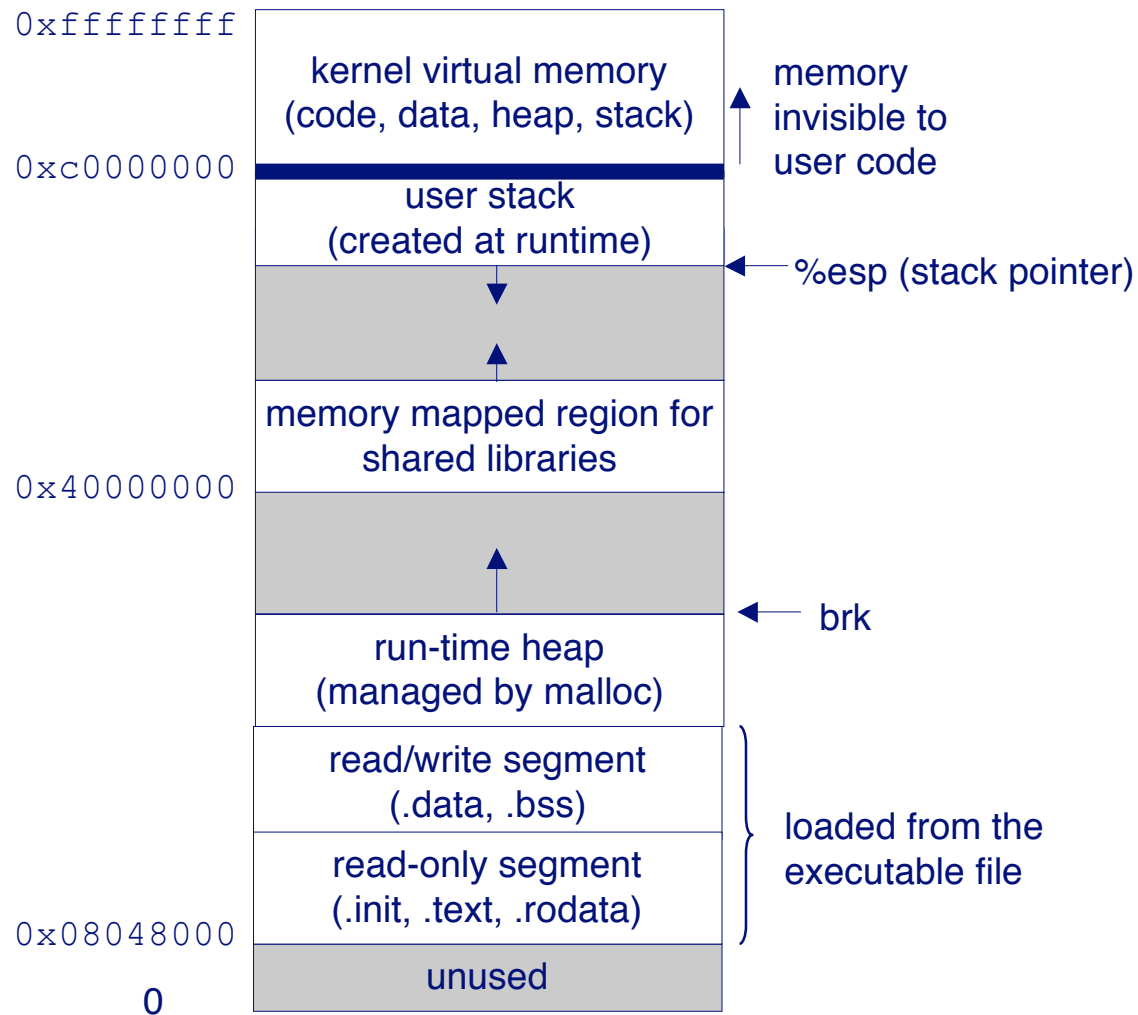 0xffffffff
kernel virtual memory
(code, data, heap, stack)
memory
invisible to
user code
0xc0000000
user stack
(created at runtime)
%esp (stack pointer)
memory mapped region for
shared libraries
0x40000000
brk
run-time heap
(managed by malloc)
read/write segment
(.data, .bss)
loaded from the
executable file
read-only segment
(.init, .text, .rodata)
0x08048000
unused
0